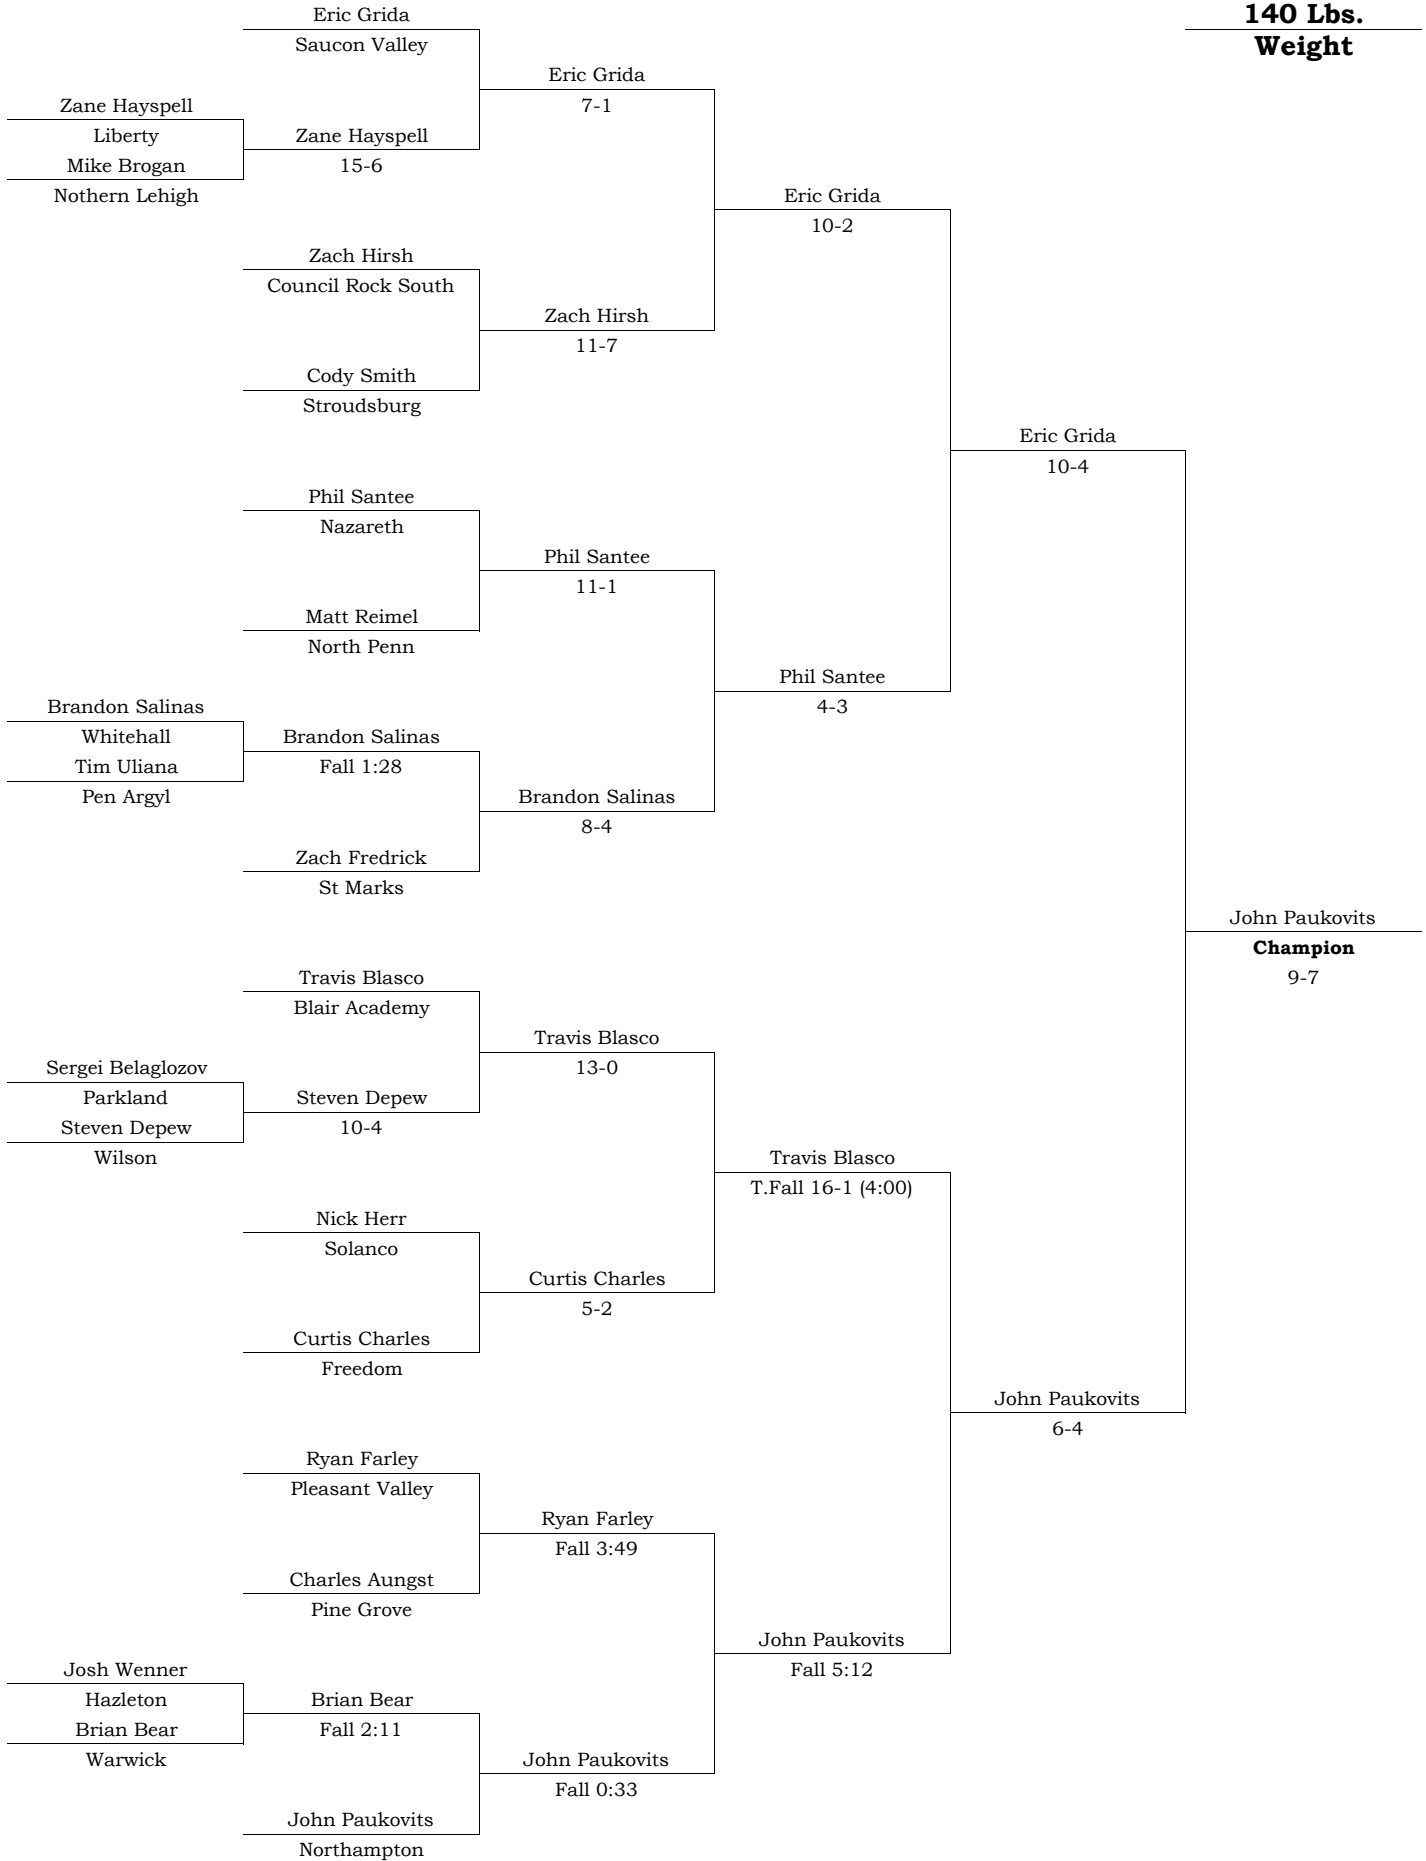 140 Lbs.
Weight
Eric Grida
Saucon Valley
Eric Grida
7-1
Zane Hayspell
Liberty
Mike Brogan
Nothern Lehigh
Zane Hayspell
15-6
Eric Grida
10-2
Zach Hirsh
Council Rock South
Zach Hirsh
11-7
Cody Smith
Stroudsburg
Eric Grida
10-4
Phil Santee
Nazareth
Phil Santee
11-1
Matt Reimel
North Penn
Phil Santee
4-3
Brandon Salinas
Whitehall
Tim Uliana
Pen Argyl
Brandon Salinas
Fall 1:28
Brandon Salinas
8-4
Zach Fredrick
St Marks
John Paukovits
Champion
9-7
Travis Blasco
Blair Academy
Travis Blasco
13-0
Sergei Belaglozov
Parkland
Steven Depew
Wilson
Steven Depew
10-4
Travis Blasco
T.Fall 16-1 (4:00)
Nick Herr
Solanco
Curtis Charles
5-2
Curtis Charles
Freedom
John Paukovits
6-4
Ryan Farley
Pleasant Valley
Ryan Farley
Fall 3:49
Charles Aungst
Pine Grove
John Paukovits
Fall 5:12
Josh Wenner
Hazleton
Brian Bear
Warwick
Brian Bear
Fall 2:11
John Paukovits
Fall 0:33
John Paukovits
Northampton